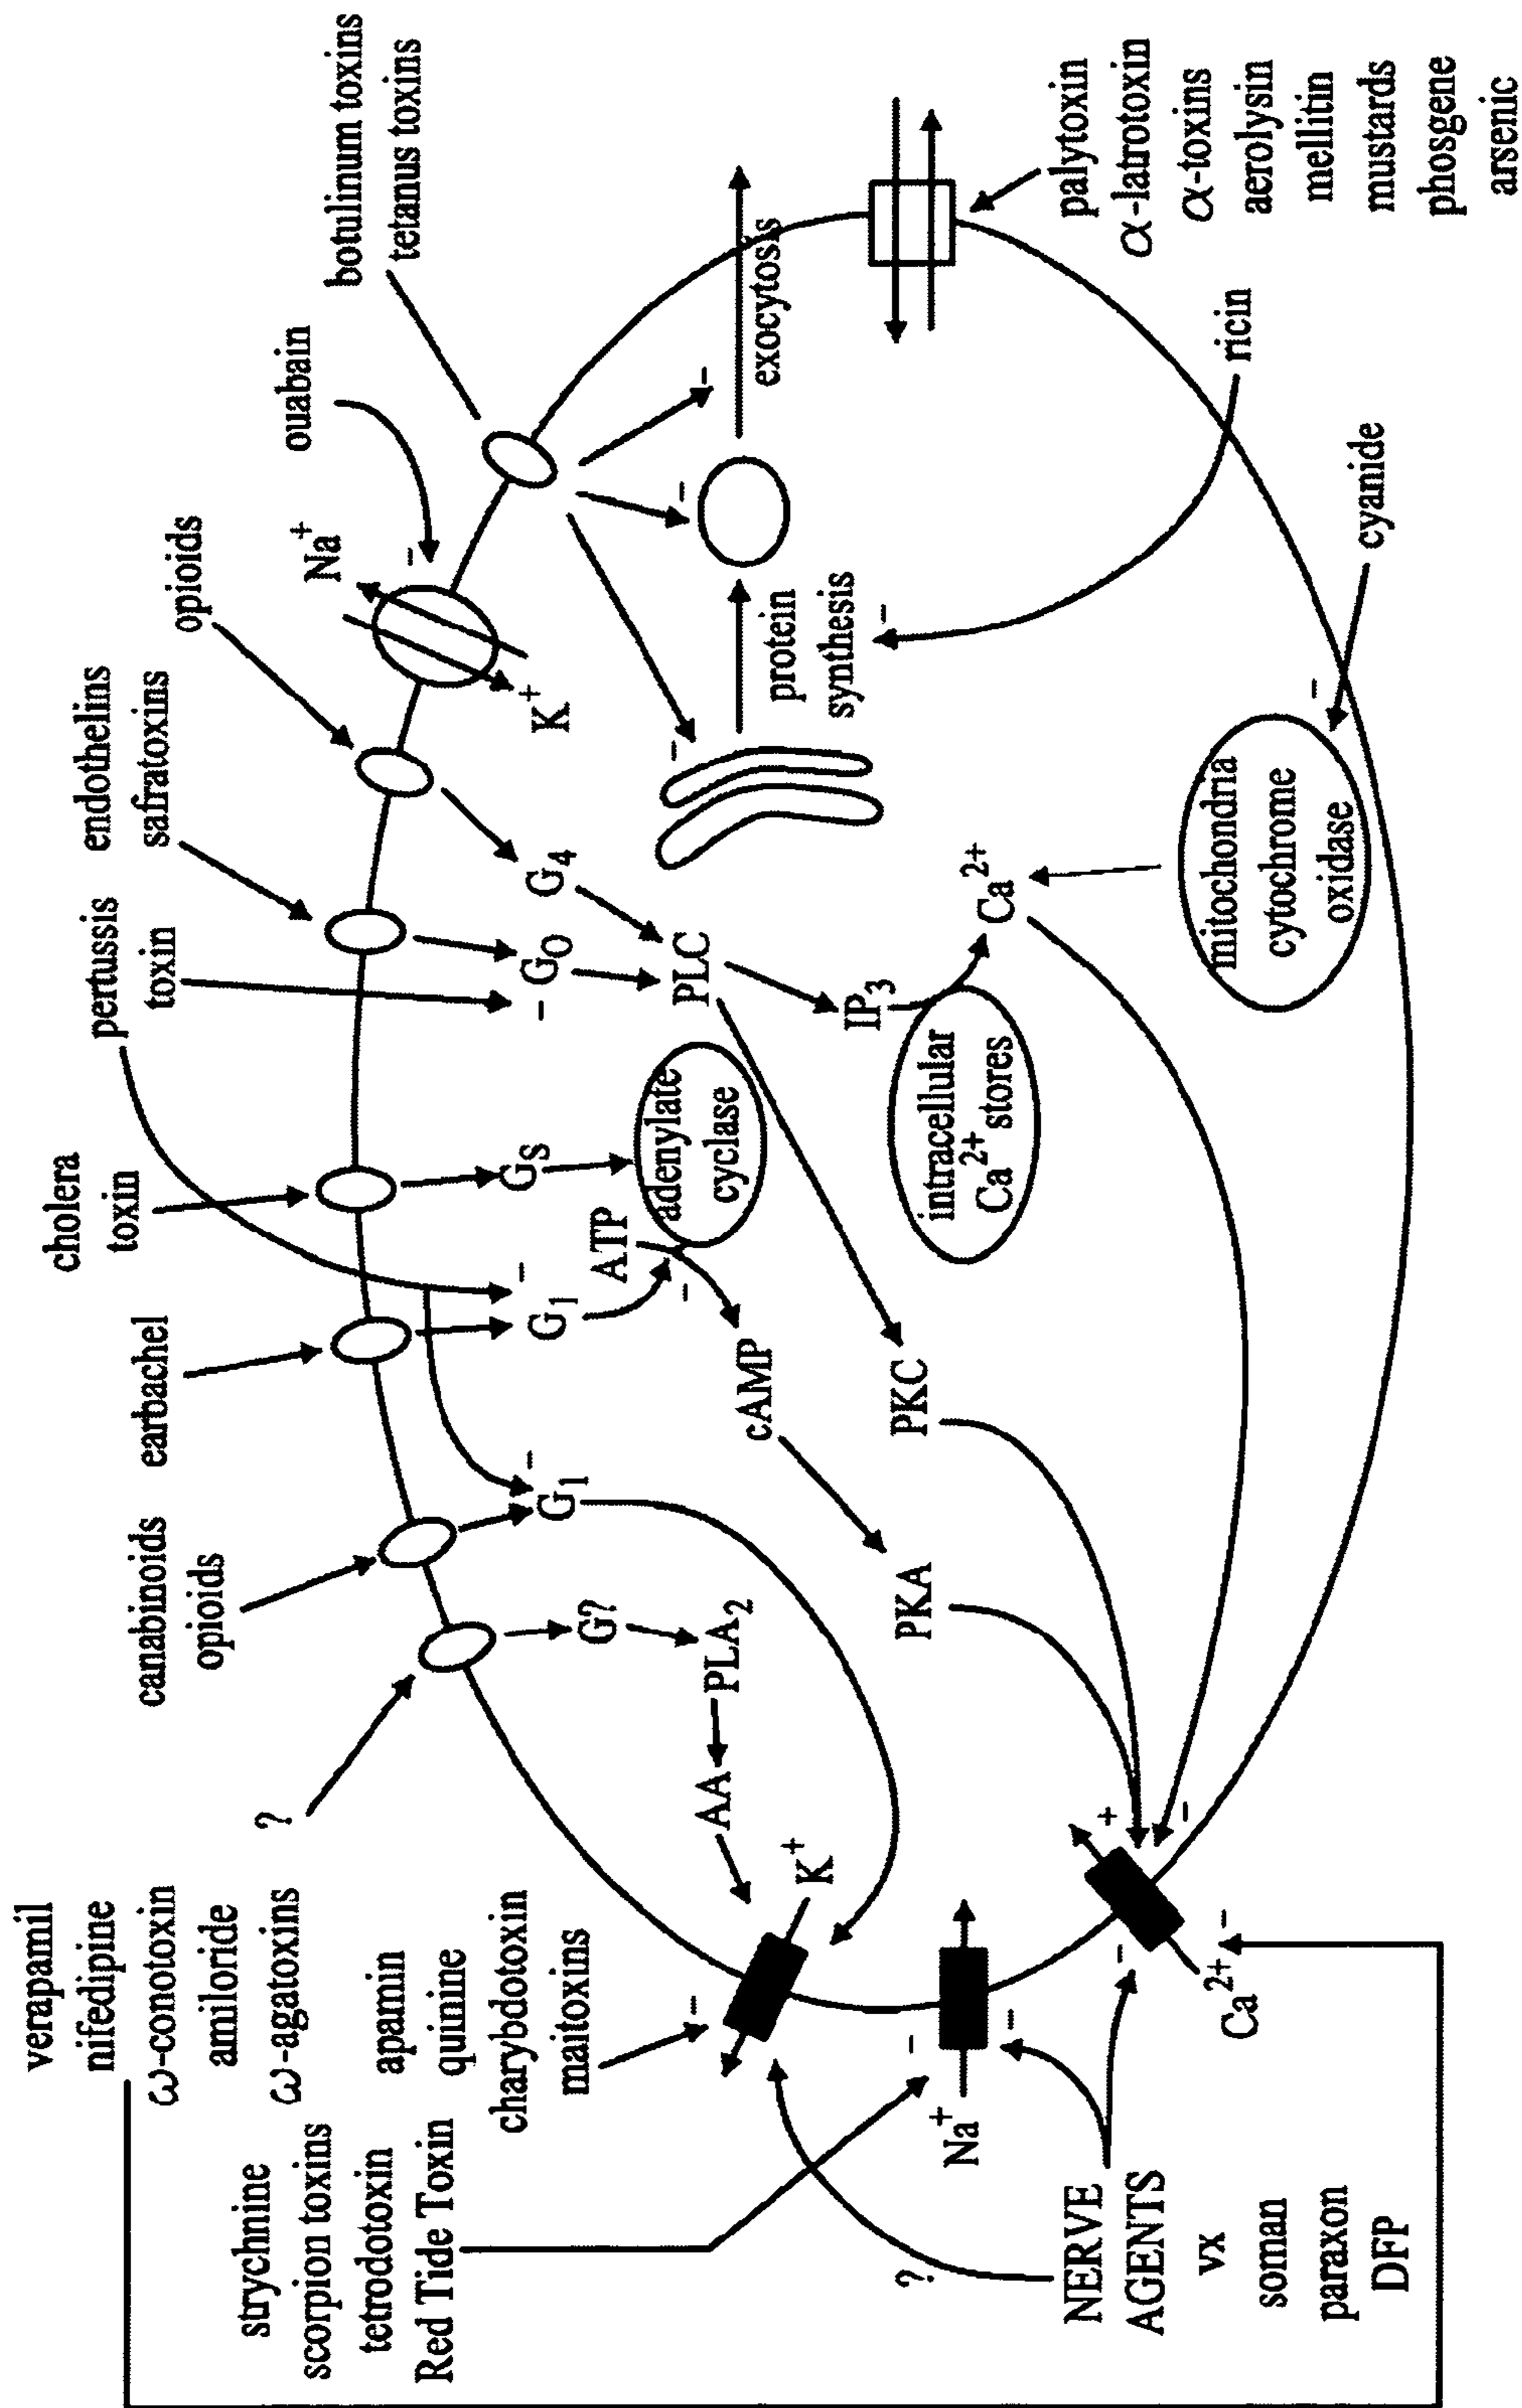 verapamil
nifedipine
ω-conotoxin
amiloride
ω-agatoxins
strychnine
scorpion toxins
tetrodotoxin
Red Tide Toxin
apamin
quinine
charybdotoxin
maitoxins
?
canabinoids
opioids
earbachel
cholera
toxin
pertussis
toxin
endothelins
safratoxins
opioids
ouabain
botulinum toxins
tetanus toxins
Na+
K+
-
-
-
-
-
-
-
-
G?
G1
G1
GS
GO
G4
PLA2
AA
ATP
-
adenylate
cyclase
PLC
cAMP
IP3
protein
synthesis
-
exocytosis
K+
-
PKA
PKC
intracellular
Ca2+ stores
Ca2+
Na+
-
-
?
NERVE
AGENTS
vx
soman
paraxon
DFP
-
Ca2+
-
+
-
mitochondria
cytochrome
oxidase
-
cyanide
ricin
palytoxin
α-latrotoxin
α-toxins
aerolysin
mellitin
mustards
phosgene
arsenic